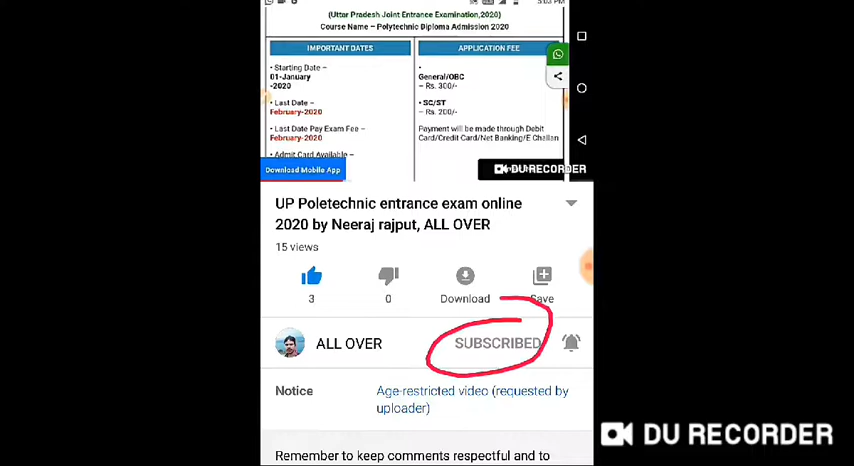 5:03 PM
(Uttar Pradesh Joint Entrance Examination,2020)
Course Name – Polytechnic Diploma Admission 2020
IMPORTANT DATES
• Starting Date –
01-January
-2020
• Last Date –
February-2020
• Last Date Pay Exam Fee –
February-2020
• Admit Card Available –
APPLICATION FEE
•
General/OBC
– Rs. 300/-
• SC/ST
– Rs. 200/-
Payment will be made through Debit
Card/Credit Card/Net Banking/E Challan
Download Mobile App
DU RECORDER
UP Poletechnic entrance exam online
2020 by Neeraj rajput, ALL OVER
15 views
3
0
Download
Save
ALL OVER
SUBSCRIBED
Notice
Age-restricted video (requested by
uploader)
Remember to keep comments respectful and to
DU RECORDER